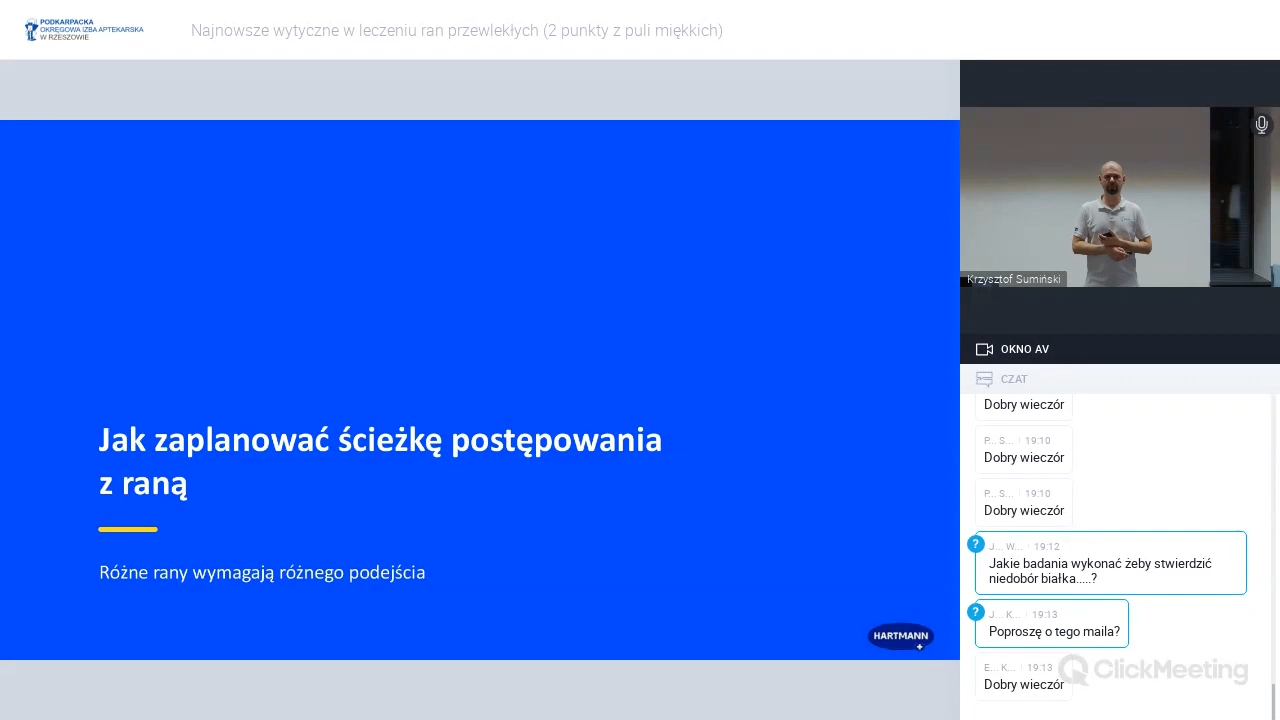 PODKARPACKA
OKRĘGOWA IZBA APTEKARSKA
W RZESZOWIE
Najnowsze wytyczne w leczeniu ran przewlekłych (2 punkty z puli miękkich)
Jak zaplanować ścieżkę postępowania
z raną
Różne rany wymagają różnego podejścia
HARTMANN
Krzysztof Sumiński
OKNO AV
CZAT
Dobry wieczór
P... S... 19:10
Dobry wieczór
P... S... 19:10
Dobry wieczór
? J... W... 19:12
Jakie badania wykonać żeby stwierdzić
niedobór białka.....?
? J... K... 19:13
Poproszę o tego maila?
E... K... 19:13
Dobry wieczór
ClickMeeting